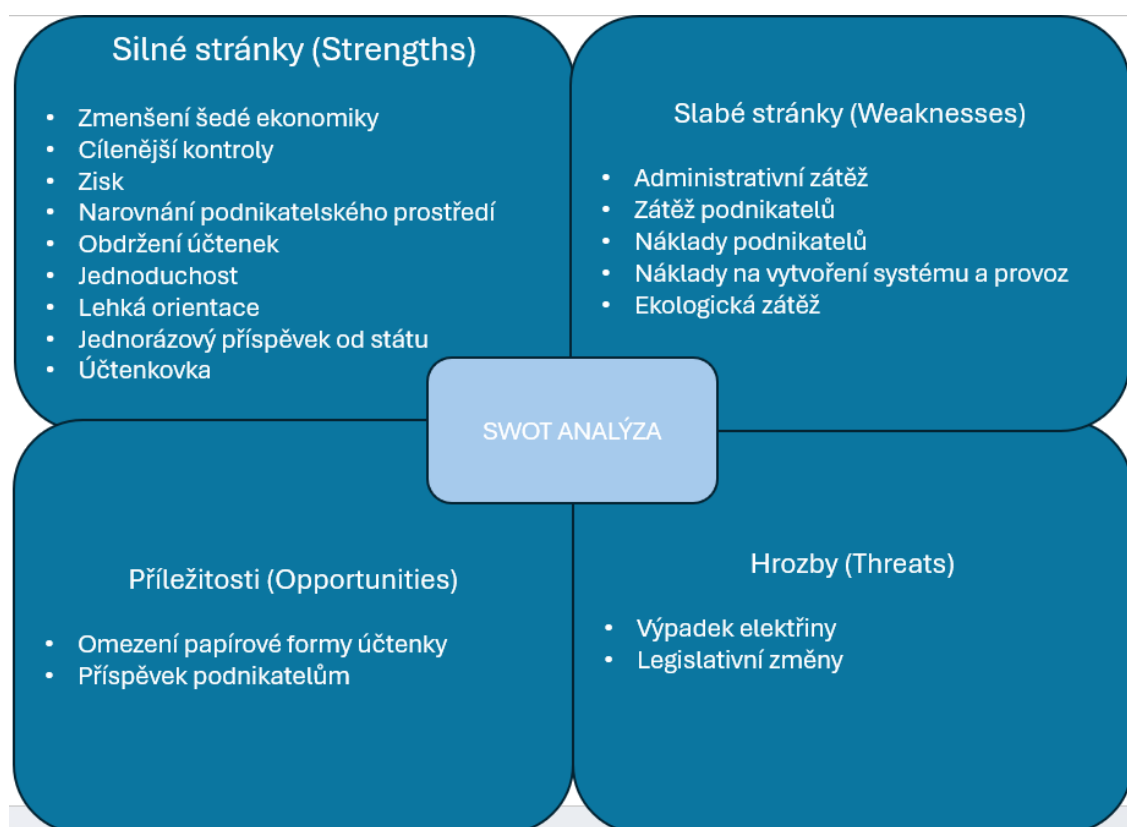 Silné stránky (Strengths)
• Zmenšení šedé ekonomiky
• Cílenější kontroly
• Zisk
• Narovnání podnikatelského prostředí
• Obdržení účtenek
• Jednoduchost
• Lehká orientace
• Jednorázový příspěvek od státu
• Účtenkovka
Slabé stránky (Weaknesses)
• Administrativní zátěž
• Zátěž podnikatelů
• Náklady podnikatelů
• Náklady na vytvoření systému a provoz
• Ekologická zátěž
SWOT ANALÝZA
Příležitosti (Opportunities)
• Omezení papírové formy účtenky
• Příspěvek podnikatelům
Hrozby (Threats)
• Výpadek elektřiny
• Legislativní změny